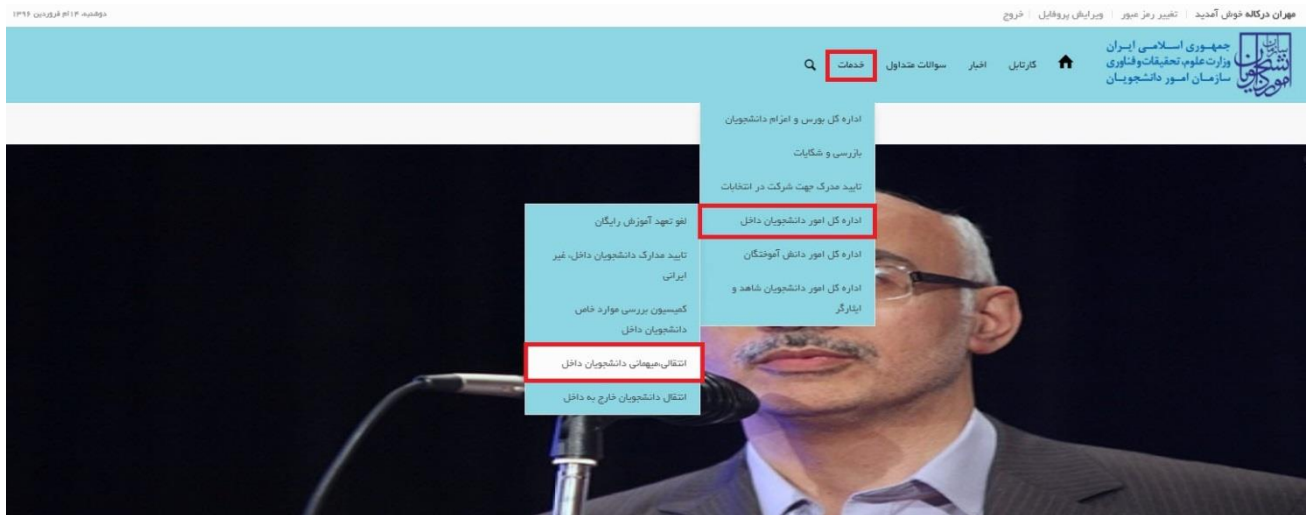 مهران درکاله خوش آمدید | تغییر رمز عبور | ویرایش پروفایل | خروج
دوشنبه، ۱۴ام فروردین ۱۳۹۶
جمهوری اسلامی ایران
وزارت علوم، تحقیقات و فناوری
سازمان امور دانشجویان
سازمان امور دانشجویان
کارتابل اخبار سوالات متداول خدمات
اداره کل بورس و اعزام دانشجویان
بازرسی و شکایات
تایید مدرک جهت شرکت در انتخابات
اداره کل امور دانشجویان داخل
اداره کل امور دانش آموختگان
اداره کل امور دانشجویان شاهد و
ایثارگر
لغو تعهد آموزش رایگان
تایید مدارک دانشجویان داخل، غیر
ایرانی
کمیسیون بررسی موارد خاص
دانشجویان داخل
انتقالی،میهمانی دانشجویان داخل
انتقال دانشجویان خارج به داخل